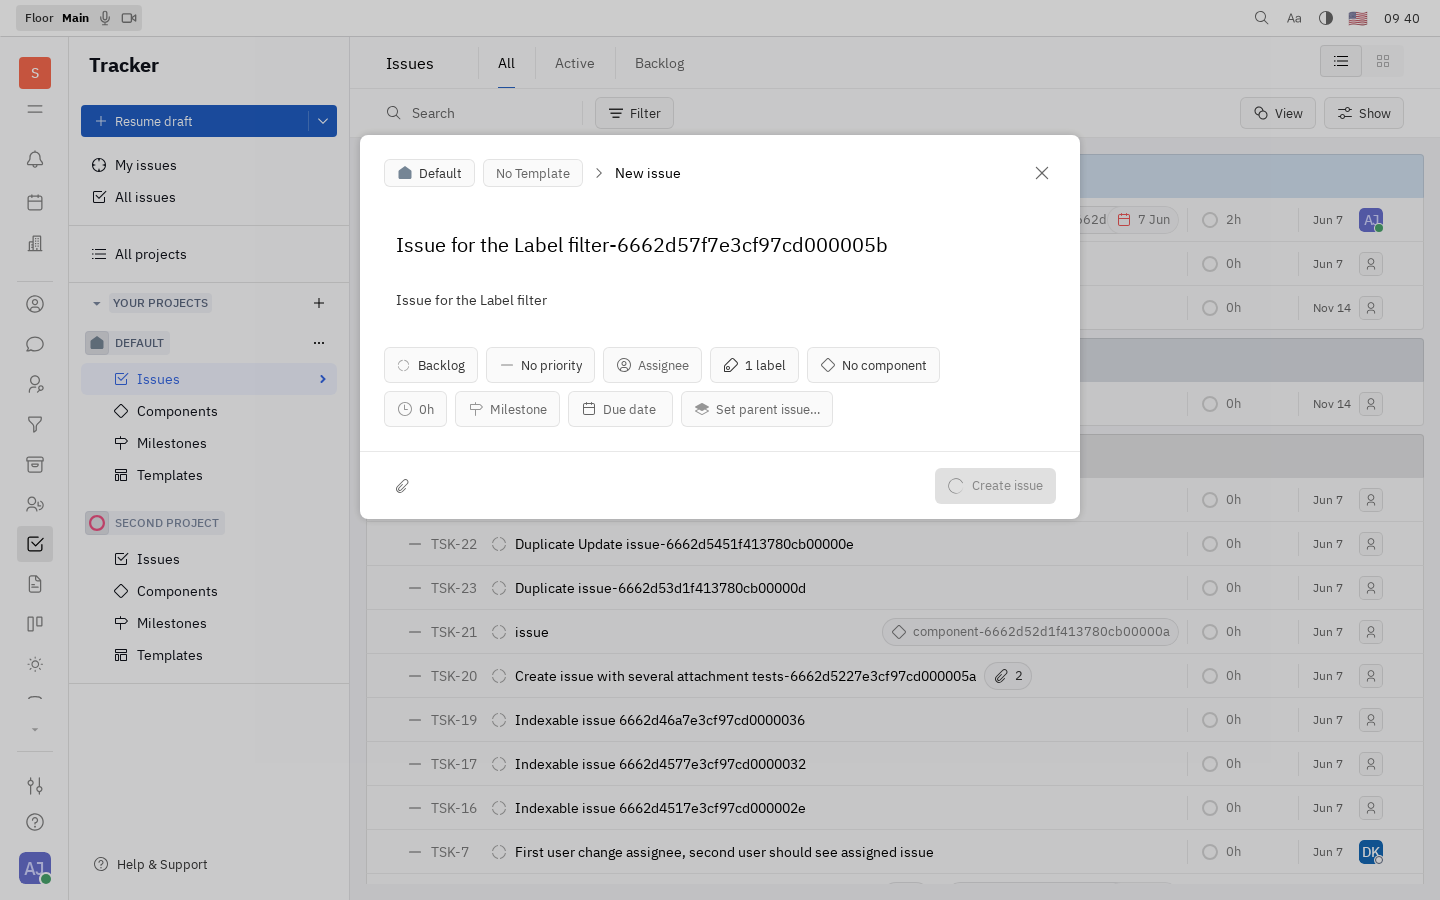 Floor Main
Aa
09 40
S
Tracker
Resume draft
My issues
All issues
All projects
YOUR PROJECTS
DEFAULT
Issues
Components
Milestones
Templates
SECOND PROJECT
Issues
Components
Milestones
Templates
Help & Support
AJ
Issues
All
Active
Backlog
Search
Filter
View
Show
Default
No Template
New issue
Issue for the Label filter-6662d57f7e3cf97cd000005b
Issue for the Label filter
Backlog
No priority
Assignee
1 label
No component
0h
Milestone
Due date
Set parent issue...
Create issue
7 Jun 2h Jun 7 AJ
0h Jun 7
0h Nov 14
0h Nov 14
0h Jun 7
TSK-22 Duplicate Update issue-6662d5451f413780cb00000e 0h Jun 7
TSK-23 Duplicate issue-6662d53d1f413780cb00000d 0h Jun 7
TSK-21 issue component-6662d52d1f413780cb00000a 0h Jun 7
TSK-20 Create issue with several attachment tests-6662d5227e3cf97cd000005a 2 0h Jun 7
TSK-19 Indexable issue 6662d46a7e3cf97cd0000036 0h Jun 7
TSK-17 Indexable issue 6662d4577e3cf97cd0000032 0h Jun 7
TSK-16 Indexable issue 6662d4517e3cf97cd000002e 0h Jun 7
TSK-7 First user change assignee, second user should see assigned issue 0h Jun 7 DK